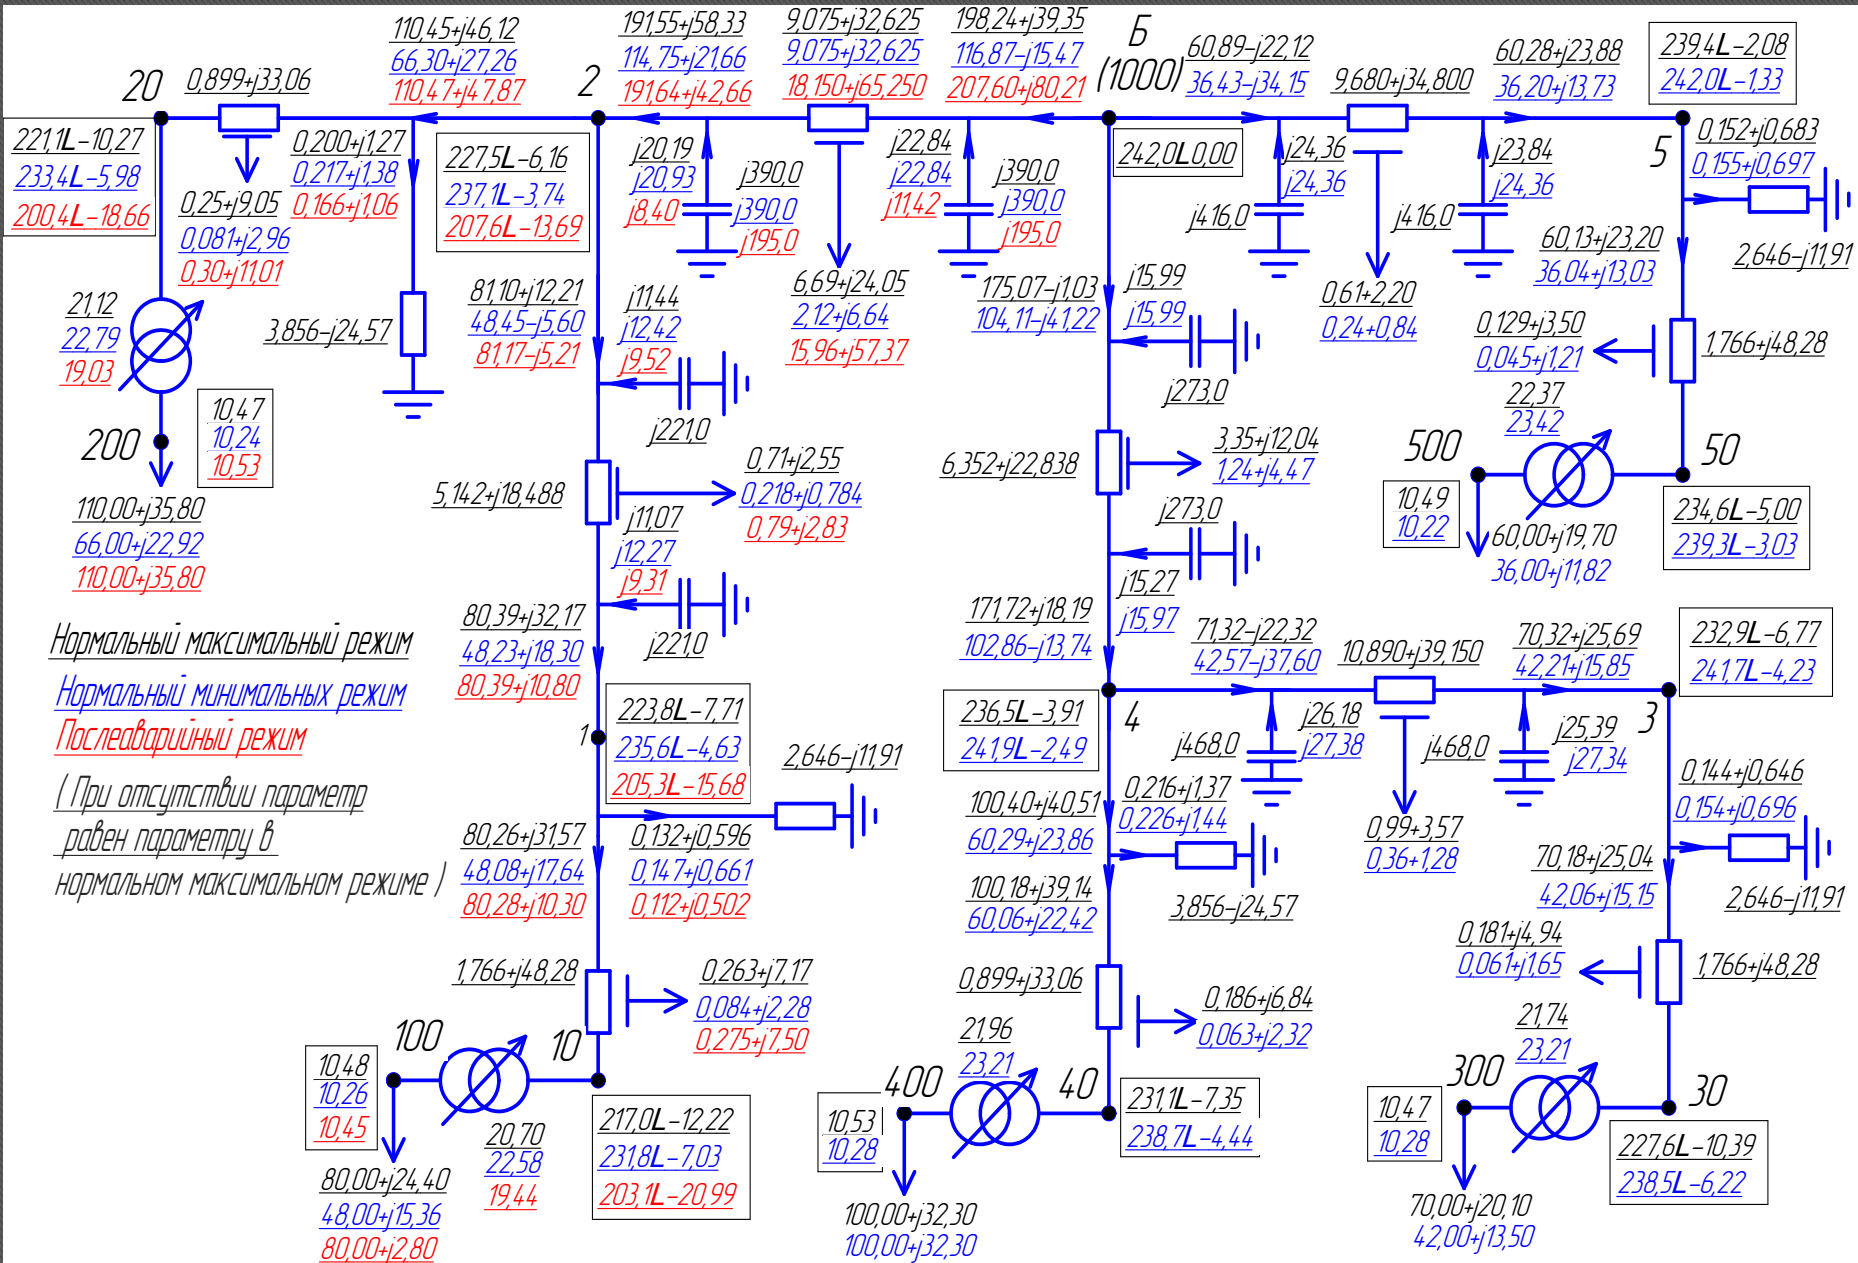 110,45+j46,12
66,30+j27,26
110,47+j47,87
191,55+j58,33
114,75+j21,66
191,64+j42,66
9,075+j32,625
9,075+j32,625
18,150+j65,250
198,24+j39,35
116,87-j15,47
207,60+j80,21
Б
(1000)
60,89-j22,12
36,43-j34,15
9,680+j34,800
60,28+j23,88
36,20+j13,73
239,4L-2,08
242,0L-1,33
20
0,899+j33,06
2
221,1L-10,27
233,4L-5,98
200,4L-18,66
0,200+j1,27
0,217+j1,38
0,166+j1,06
227,5L-6,16
237,1L-3,74
207,6L-13,69
j20,19
j20,93
j8,40
j390,0
j390,0
j195,0
j22,84
j22,84
j11,42
j390,0
j390,0
j195,0
242,0L0,00
j24,36
j24,36
j416,0
j23,84
j24,36
j416,0
5
0,152+j0,683
0,155+j0,697
2,646-j11,91
0,25+j9,05
0,081+j2,96
0,30+j11,01
6,69+j24,05
2,12+j6,64
15,96+j57,37
0,61+2,20
0,24+0,84
60,13+j23,20
36,04+j13,03
21,12
22,79
19,03
3,856-j24,57
81,10+j12,21
48,45-j5,60
81,17-j5,21
j11,44
j12,42
j9,52
j221,0
175,07-j1,03
104,11-j41,22
j15,99
j15,99
j273,0
0,129+j3,50
0,045+j1,21
1,766+j48,28
22,37
23,42
200
10,47
10,24
10,53
110,00+j35,80
66,00+j22,92
110,00+j35,80
5,142+j18,488
0,71+j2,55
0,218+j0,784
0,79+j2,83
6,352+j22,838
3,35+j12,04
1,24+j4,47
500
50
10,49
10,22
60,00+j19,70
36,00+j11,82
234,6L-5,00
239,3L-3,03
j11,07
j12,27
j9,31
j221,0
j273,0
j15,27
j15,97
80,39+j32,17
48,23+j18,30
80,39+j10,80
171,72+j18,19
102,86-j13,74
71,32-j22,32
42,57-j37,60
10,890+j39,150
70,32+j25,69
42,21+j15,85
232,9L-6,77
241,7L-4,23
Нормальный максимальный режим
Нормальный минимальных режим
Послеаварийный режим
(При отсутствии параметр
равен параметру в
нормальном максимальном режиме)
1
223,8L-7,71
235,6L-4,63
205,3L-15,68
2,646-j11,91
236,5L-3,91
241,9L-2,49
4
j468,0
j26,18
j27,38
j468,0
j25,39
j27,34
3
0,144+j0,646
0,154+j0,696
2,646-j11,91
80,26+j31,57
48,08+j17,64
80,28+j10,30
0,132+j0,596
0,147+j0,661
0,112+j0,502
100,40+j40,51
60,29+j23,86
0,216+j1,37
0,226+j1,44
3,856-j24,57
0,99+3,57
0,36+1,28
70,18+j25,04
42,06+j15,15
100,18+j39,14
60,06+j22,42
1,766+j48,28
0,263+j7,17
0,084+j2,28
0,275+j7,50
0,899+j33,06
0,186+j6,84
0,063+j2,32
0,181+j4,94
0,061+j1,65
1,766+j48,28
100
10
10,48
10,26
10,45
80,00+j24,40
48,00+j15,36
80,00+j2,80
20,70
22,58
19,44
217,0L-12,22
231,8L-7,03
203,1L-20,99
400
21,96
23,21
40
10,53
10,28
100,00+j32,30
100,00+j32,30
231,1L-7,35
238,7L-4,44
300
21,74
23,21
30
10,47
10,28
70,00+j20,10
42,00+j13,50
227,6L-10,39
238,5L-6,22